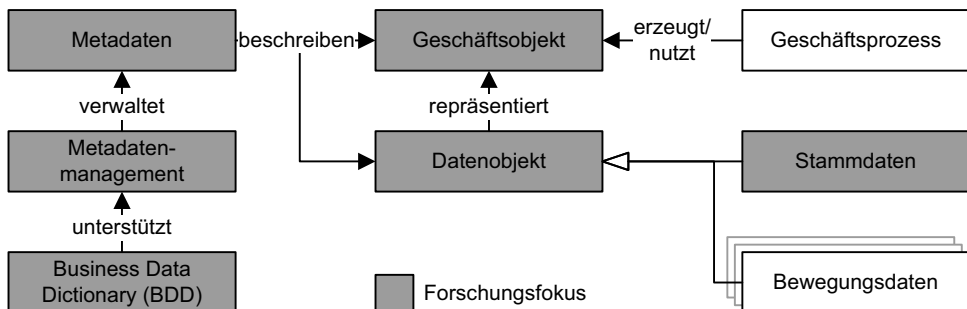 Metadaten
beschreiben
Geschäftsobjekt
erzeugt/
nutzt
Geschäftsprozess
verwaltet
repräsentiert
Metadaten-
management
Datenobjekt
Stammdaten
unterstützt
Business Data
Dictionary (BDD)
Forschungsfokus
Bewegungsdaten